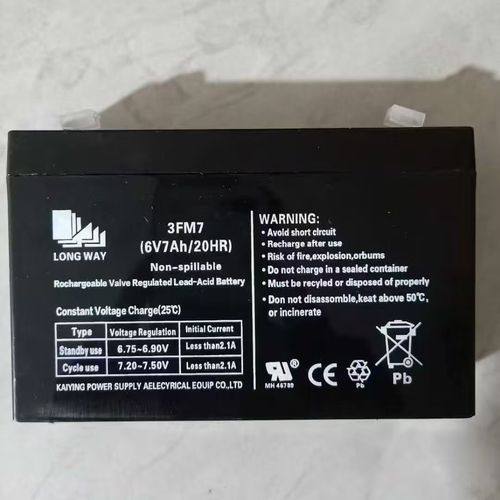 LONG WAY
3FM7
(6V7Ah/20HR)
Non-spillable
Rochargeable Valve Regulated Lead-Acid Battery
Constant Voltage Charge(25℃)
Type Voltage Regulation Initial Current
Standby use 6.75~6.90V Less than2.1A
Cycle use 7.20~7.50V Less than2.1A
KAIYING POWER SUPPLY AELECYRICAL EQUIP CO.,LTD
WARNING:
• Avoid short circuit
• Recharge after use
• Risk of fire,explosion,orbums
• Do not charge in a sealed container
• Must be recyled or disposed of properly
• Don not disassomble,keat above 50℃,
or incinerate
MH 46789
Pb
Pb